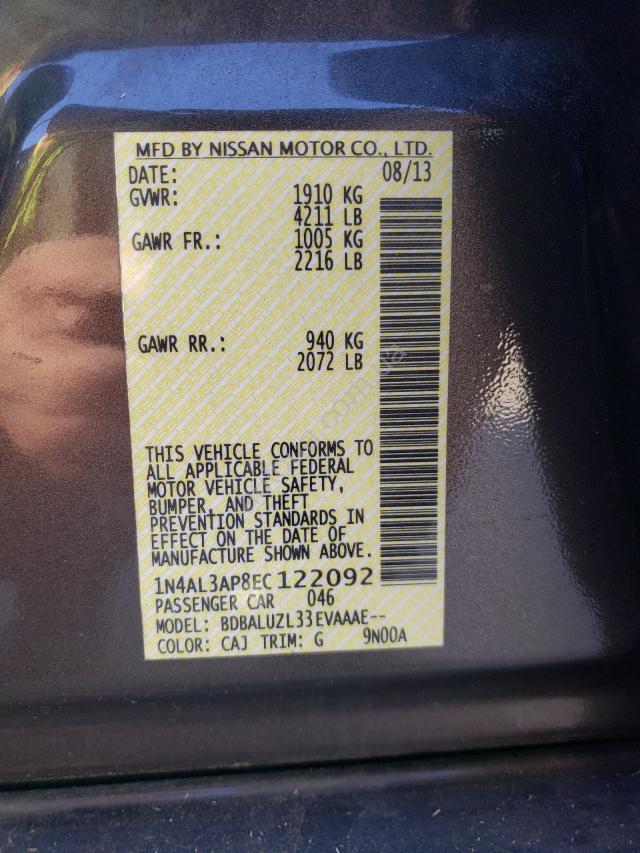 MFD BY NISSAN MOTOR CO., LTD.
DATE: 08/13
GVWR: 1910 KG
4211 LB
GAWR FR.: 1005 KG
2216 LB
GAWR RR.: 940 KG
2072 LB
THIS VEHICLE CONFORMS TO
ALL APPLICABLE FEDERAL
MOTOR VEHICLE SAFETY,
BUMPER, AND THEFT
PREVENTION STANDARDS IN
EFFECT ON THE DATE OF
MANUFACTURE SHOWN ABOVE.
1N4AL3AP8EC122092
PASSENGER CAR 046
MODEL: BDBALUZL33EVAAAE--
COLOR: CAJ TRIM: G 9N00A